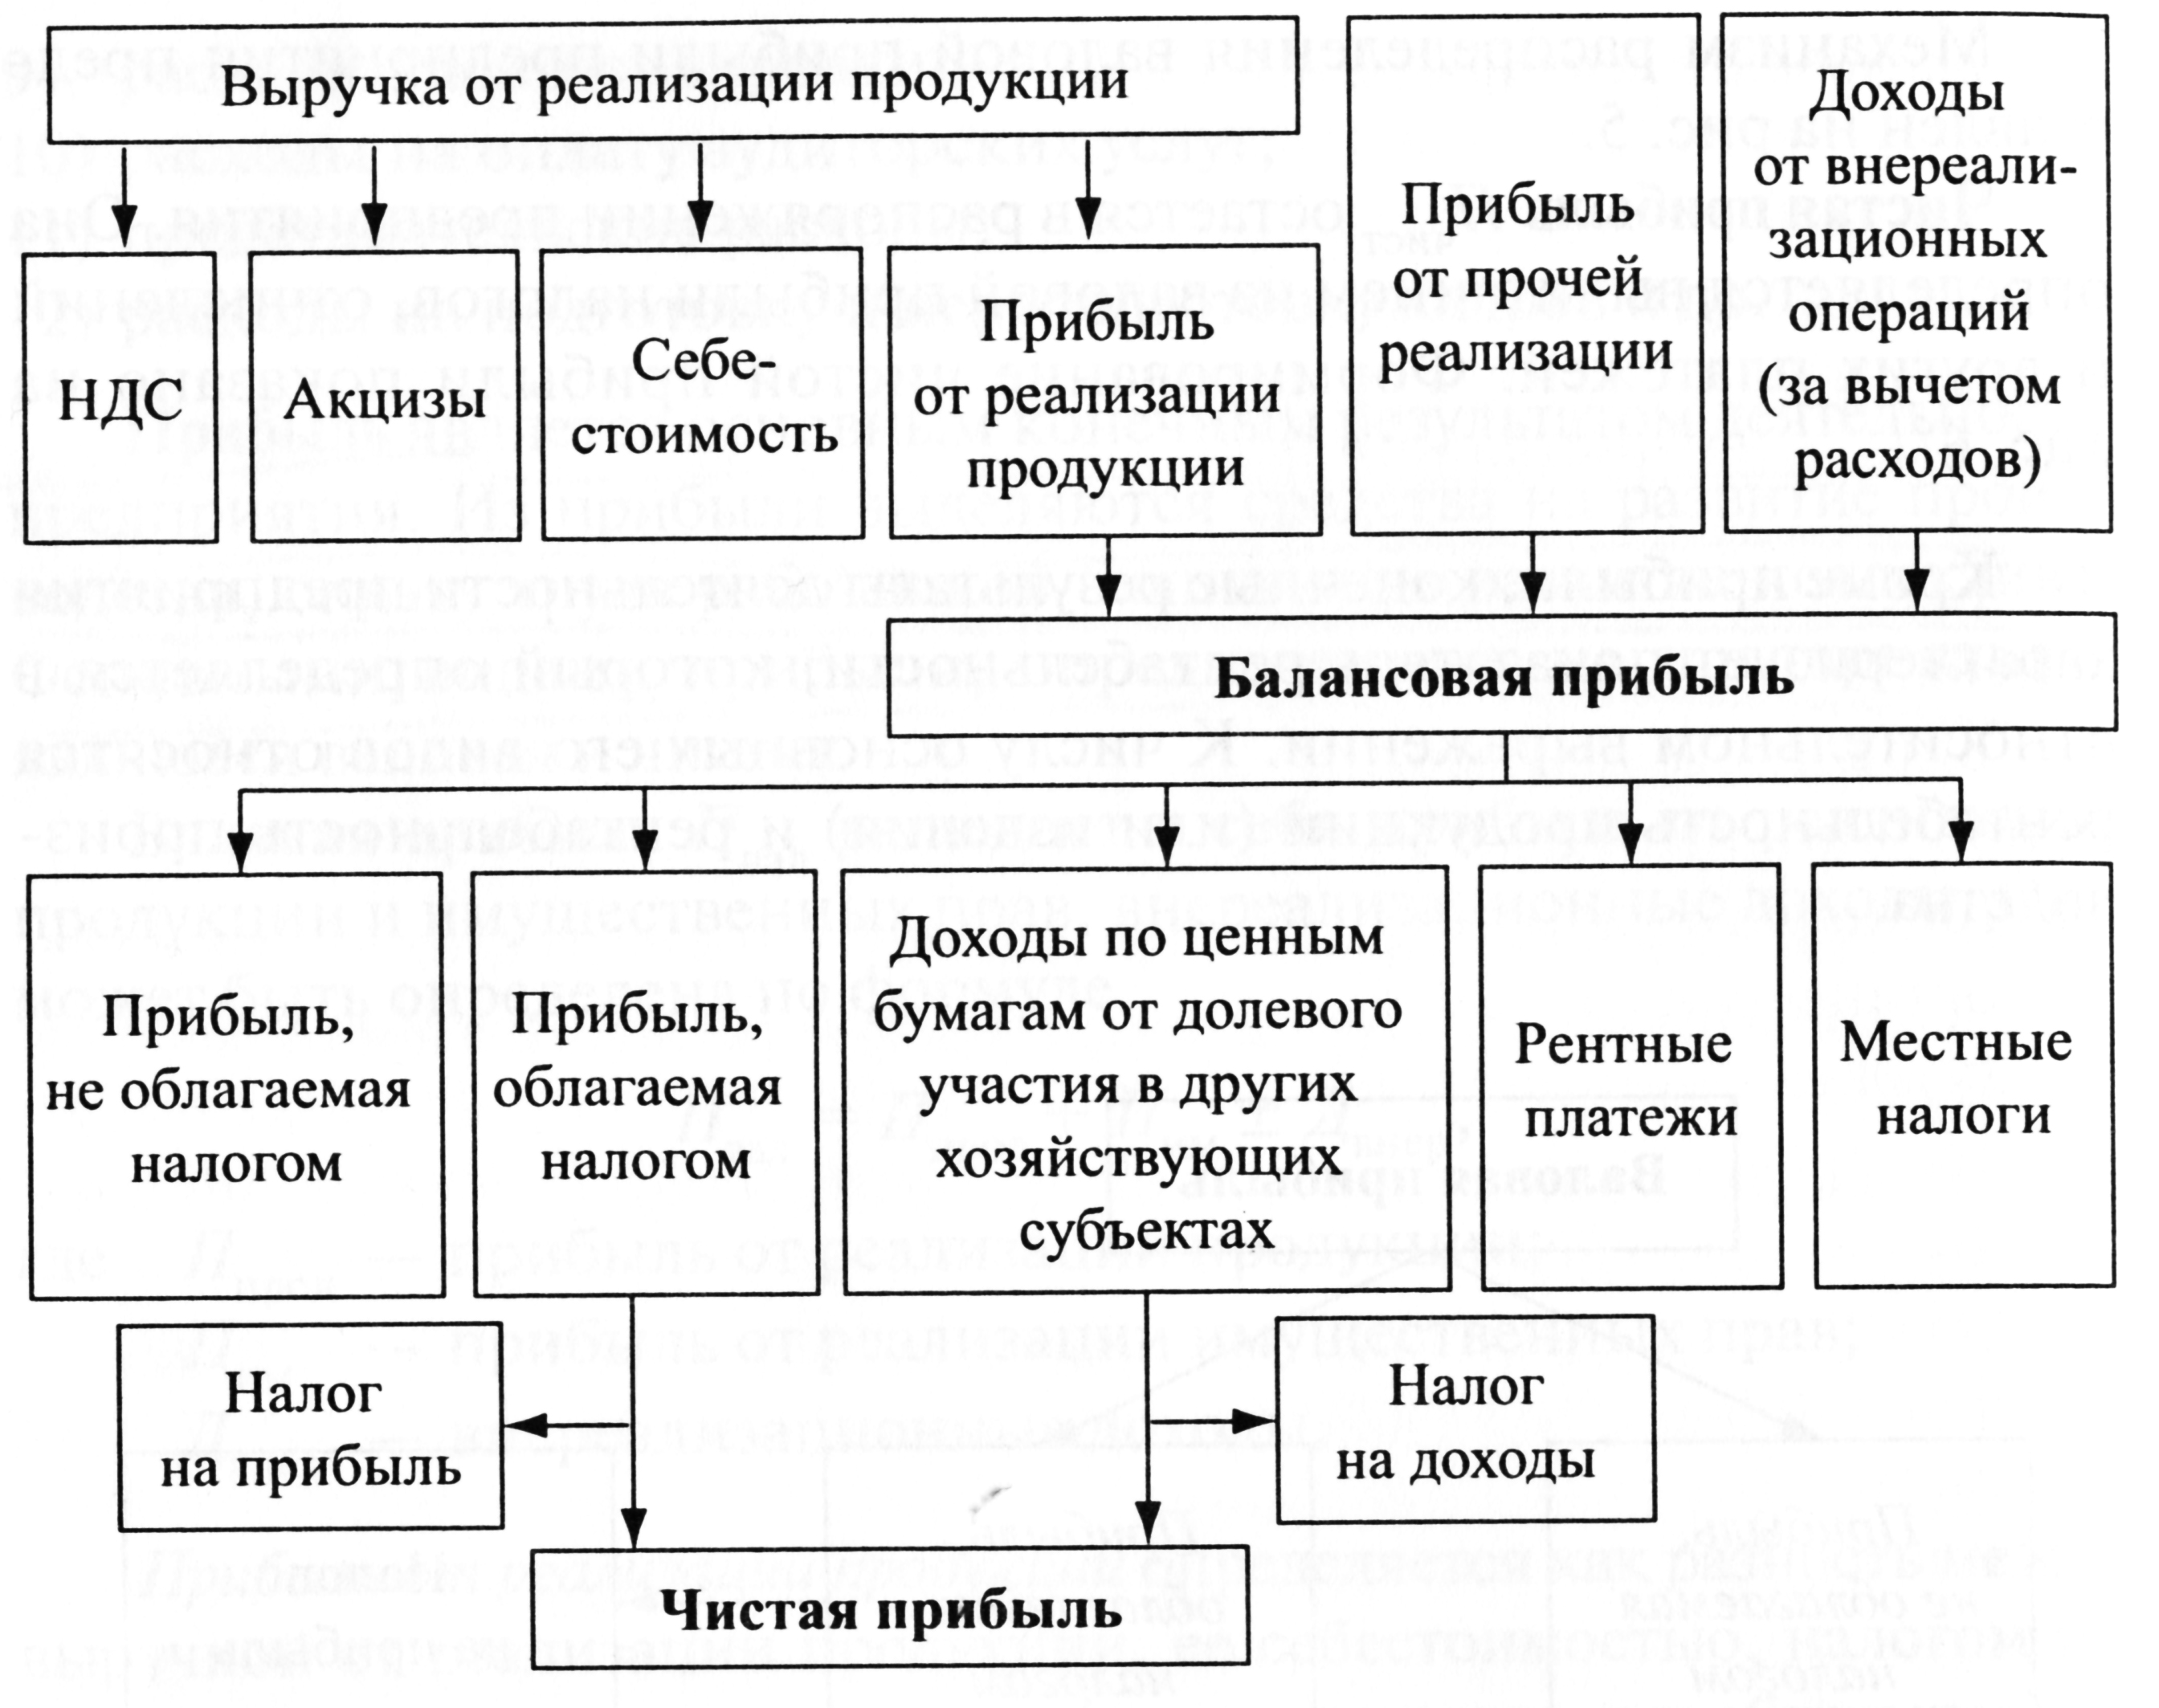 Выручка от реализации продукции
НДС
Акцизы
Себе-
стоимость
Прибыль
от реализации
продукции
Прибыль
от прочей
реализации
Доходы
от внереали-
зационных
операций
(за вычетом
расходов)
Балансовая прибыль
Прибыль,
не облагаемая
налогом
Прибыль,
облагаемая
налогом
Доходы по ценным
бумагам от долевого
участия в других
хозяйствующих
субъектах
Рентные
платежи
Местные
налоги
Налог
на прибыль
Налог
на доходы
Чистая прибыль